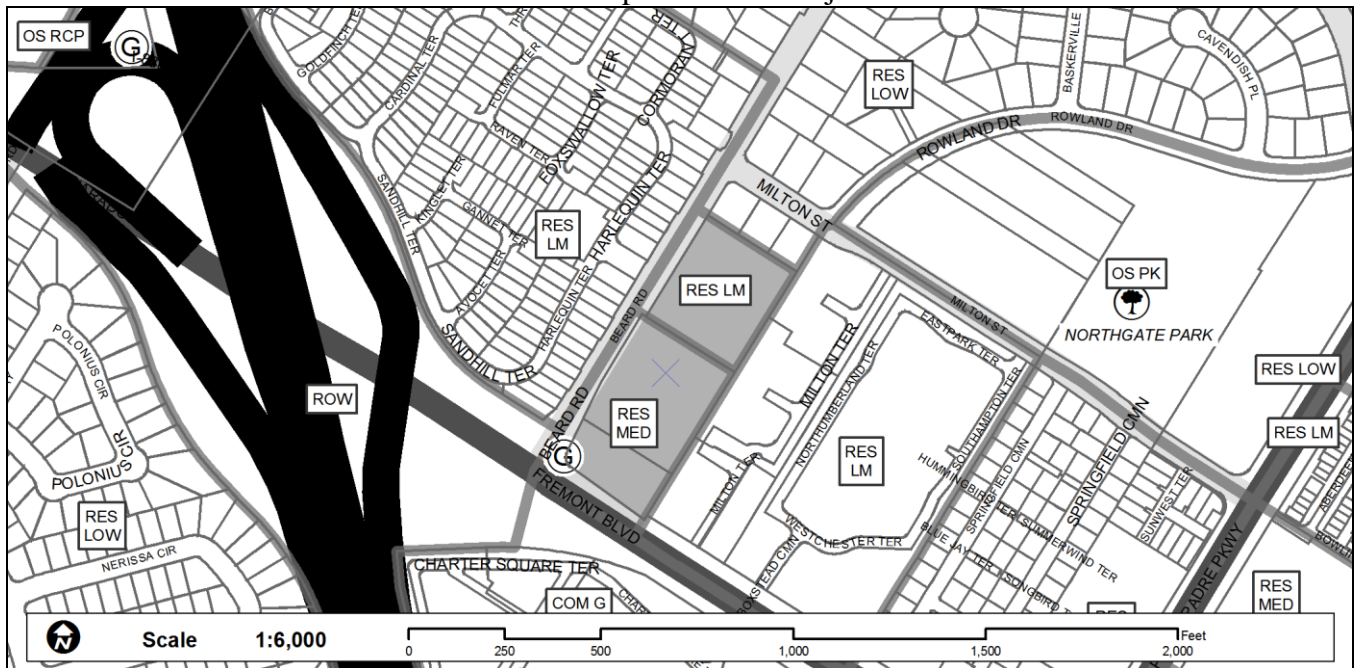 OS RCP
G
GOLDFINCH TER
CARDINAL TER
FULMAR TER
FOXSWALLOWTER
CORMORANT TER
RAVEN TER
KINGLET TER
GANNET TER
AVOCET TER
SANDHILL TER
SANDHILL TER
RES
LM
HARLEQUIN TER
HARLEQUIN TER
BEARD RD
BEARD RD
RES
LOW
BASKERVILLE
CAVENDISH PL
ROWLAND DR
ROWLAND DR
MILTON ST
MILTON ST
RES LM
RES
MED
G
FREMONT BLVD
ROW
POLONIUS CIR
POLONIUS CIR
RES
LOW
NERISSA CIR
CHARTER SQUARE TER
COM G
MILTON TER
MILTON TER
NORTHUMBERLAND TER
EASTPARK TER
SOUTHAMPTON TER
RES
LM
WESTCHESTER TER
BOXSTEAD CMN
OS PK
NORTHGATE PARK
SPRINGFIELD CMN
SPRINGFIELD CMN
HUMMINGBIRD TER
SUMMERWIND TER
BLUE JAY TER
SONGBIRD T
SUNWEST TER
RES LOW
RES LM
ABERDEE
BOWLI
PADRE PKWY
RES
MED
N
Scale 1:6,000
0 250 500 1,000 1,500 2,000
Feet